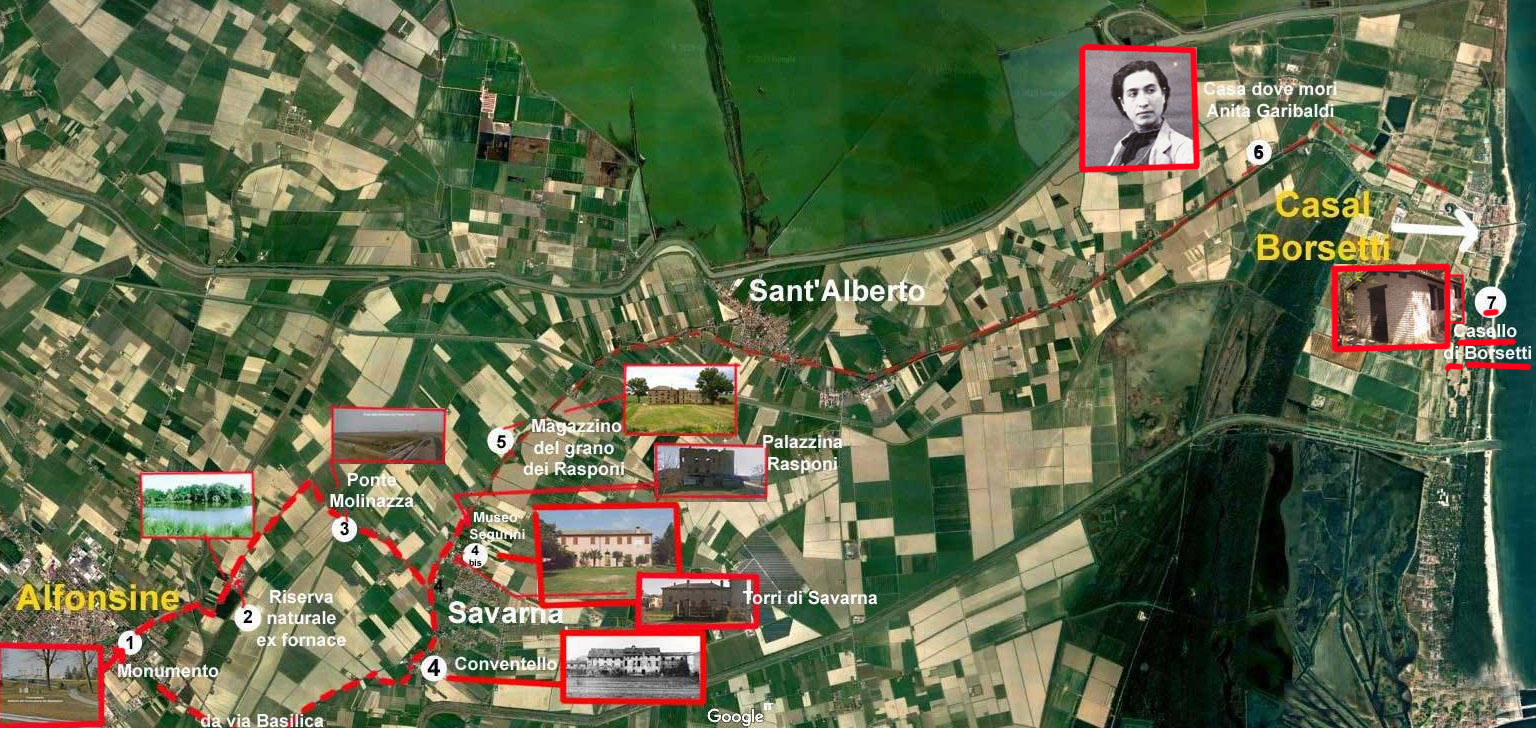 Casa dove morì
Anita Garibaldi
6
Casal
Borsetti
7
Casello
di Borsetti
Sant'Alberto
5
Magazzino
del grano
dei Rasponi
Palazzina
Rasponi
Ponte
Molinazza
3
Museo
Segurini
4
bis
Alfonsine
2
Riserva
naturale
ex fornace
Savarna
Torri di Savarna
1
Monumento
4
Conventello
da via Basilica
Google